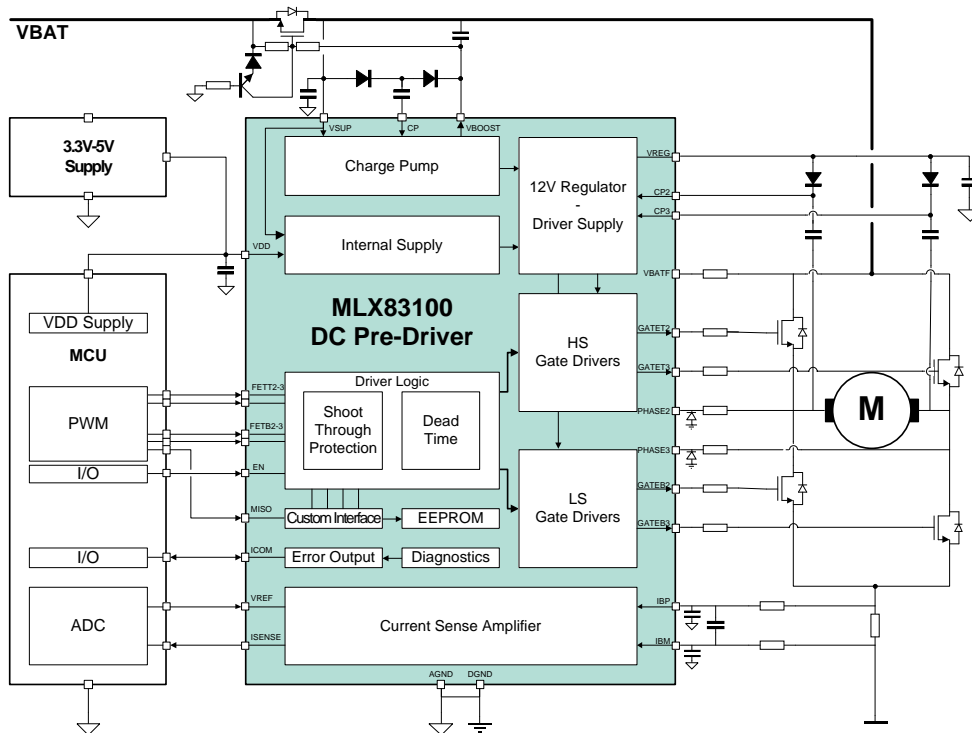 VBAT
3.3V-5V
Supply
VSUP
CP
VBOOST
Charge Pump
12V Regulator
-
Driver Supply
VREG
CP2
CP3
VDD
Internal Supply
VBATF
MLX83100
DC Pre-Driver
VDD Supply
MCU
HS
Gate Drivers
GATET2
GATET3
PHASE2
M
PWM
FETT2-3
FETB2-3
Driver Logic
Shoot
Through
Protection
Dead
Time
PHASE3
I/O
EN
LS
Gate Drivers
GATEB2
GATEB3
MISO
Custom Interface
EEPROM
I/O
ICOM
Error Output
Diagnostics
ADC
VREF
ISENSE
Current Sense Amplifier
IBP
IBM
AGND
DGND